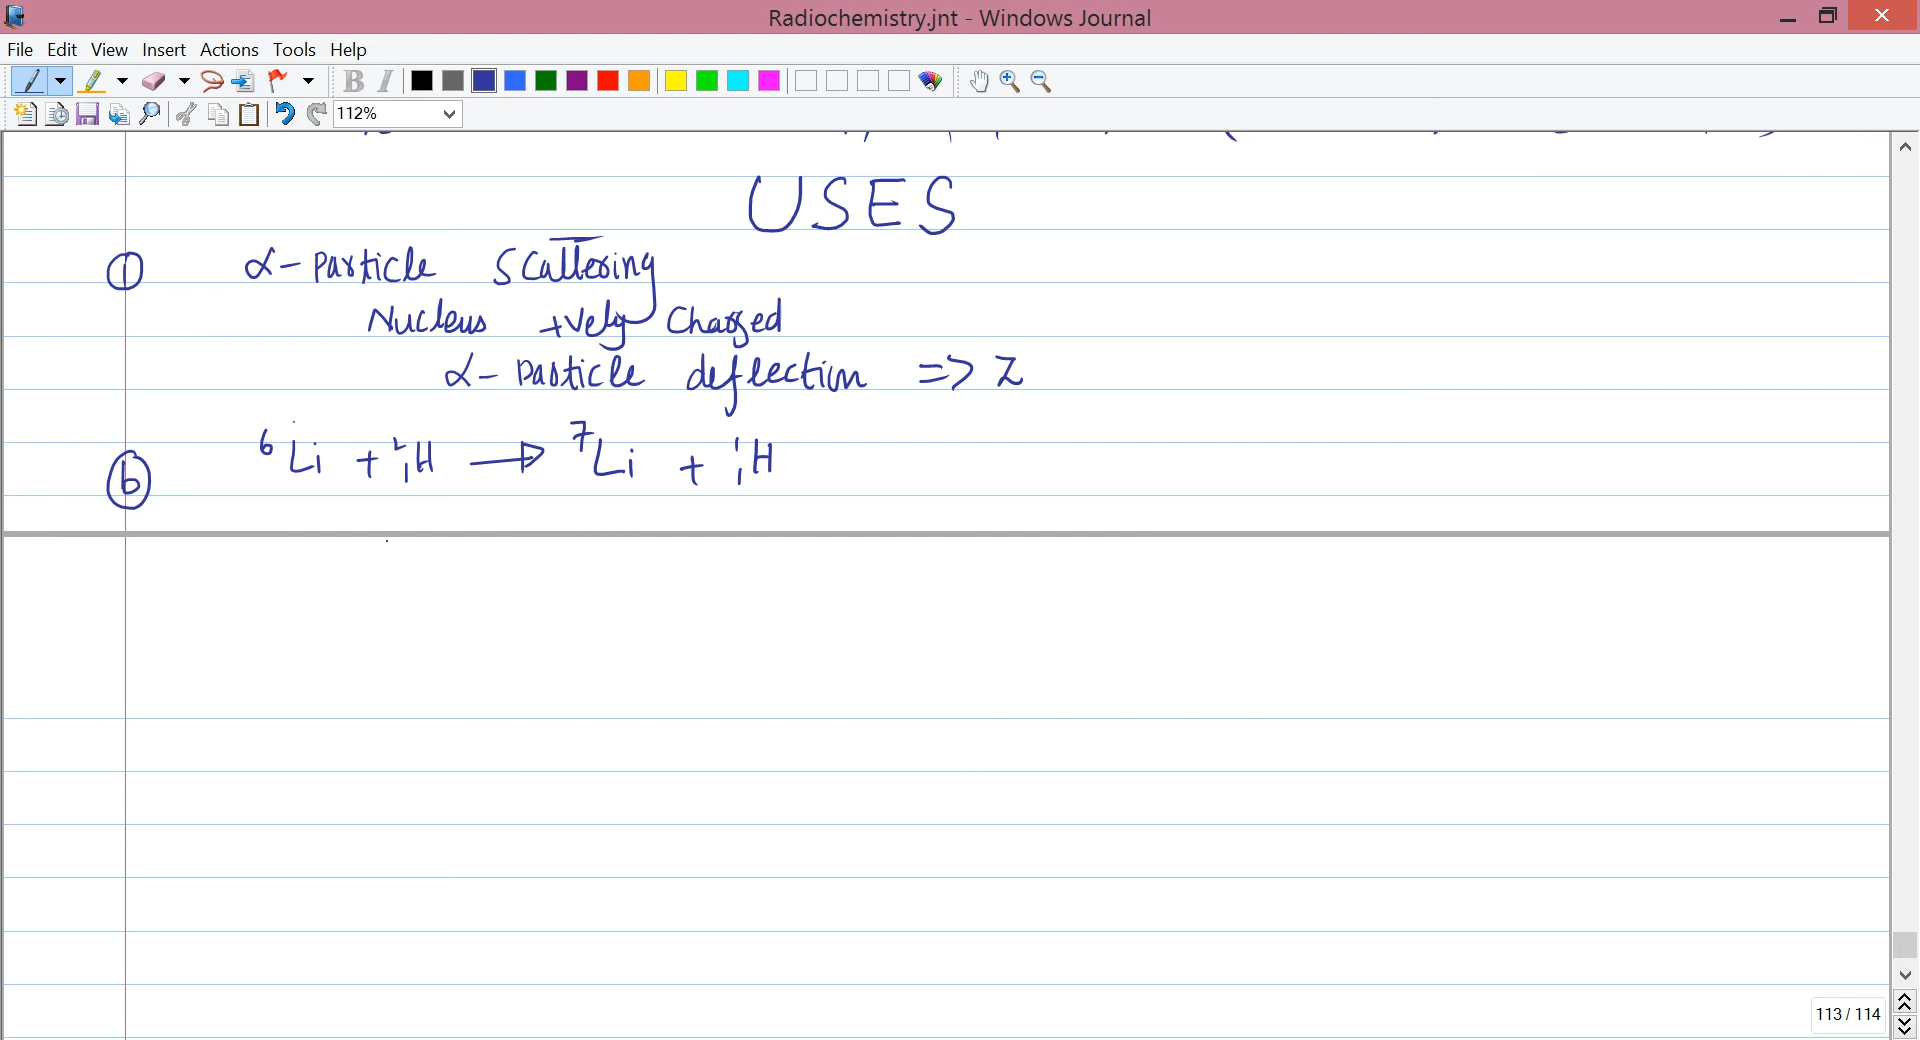 Radiochemistry.jnt - Windows Journal
File Edit View Insert Actions Tools Help
B I
112%
USES
① α- Particle Scattering
Nucleus +vely Charged
α- Particle deflection => Z
ⓑ ⁶Li + ²₁H → ⁷Li + ¹₁H
113 / 114